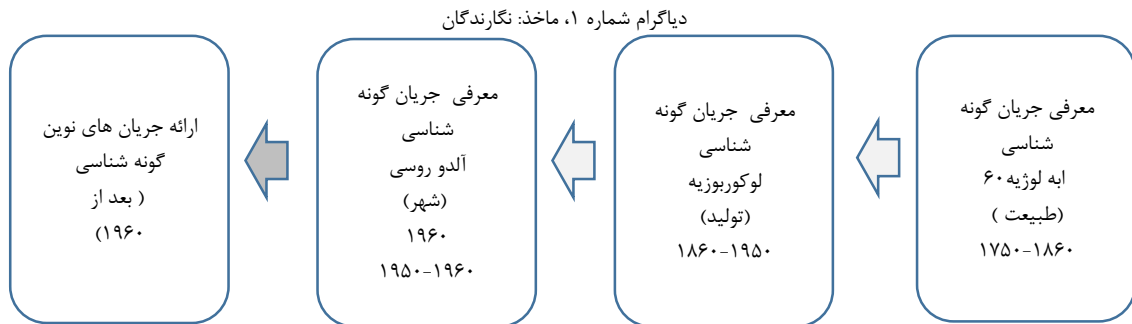 دیاگرام شماره ۱، ماخذ: نگارندگان
معرفی جریان گونه
شناسی
ابه لوژیه۶۰
(طبیعت )
۱۷۵۰-۱۸۶۰
معرفی جریان گونه
شناسی
لوکوربوزیه
(تولید)
۱۸۶۰-۱۹۵۰
معرفی جریان گونه
شناسی
آلدو روسی
(شهر)
۱۹۶۰
۱۹۵۰-۱۹۶۰
ارائه جریان های نوین
گونه شناسی
( بعد از
۱۹۶۰)